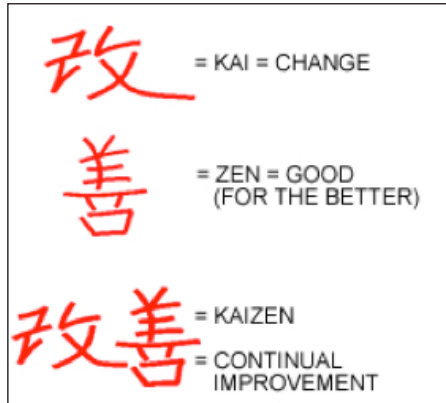 改 = KAI = CHANGE
善 = ZEN = GOOD
(FOR THE BETTER)
改善 = KAIZEN
= CONTINUAL
IMPROVEMENT